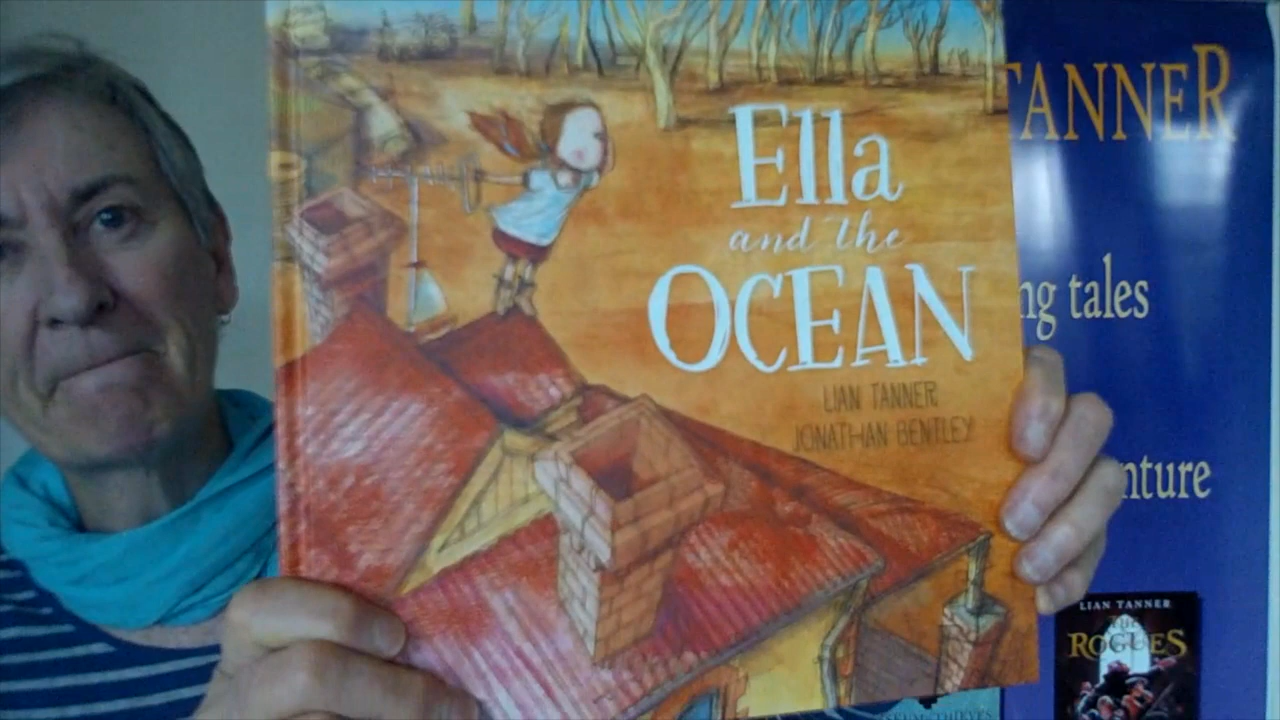 Ella
and the
OCEAN
LIAN TANNER
JONATHAN BENTLEY
TANNER
ng tales
nture
LIAN TANNER
The
ROGUES